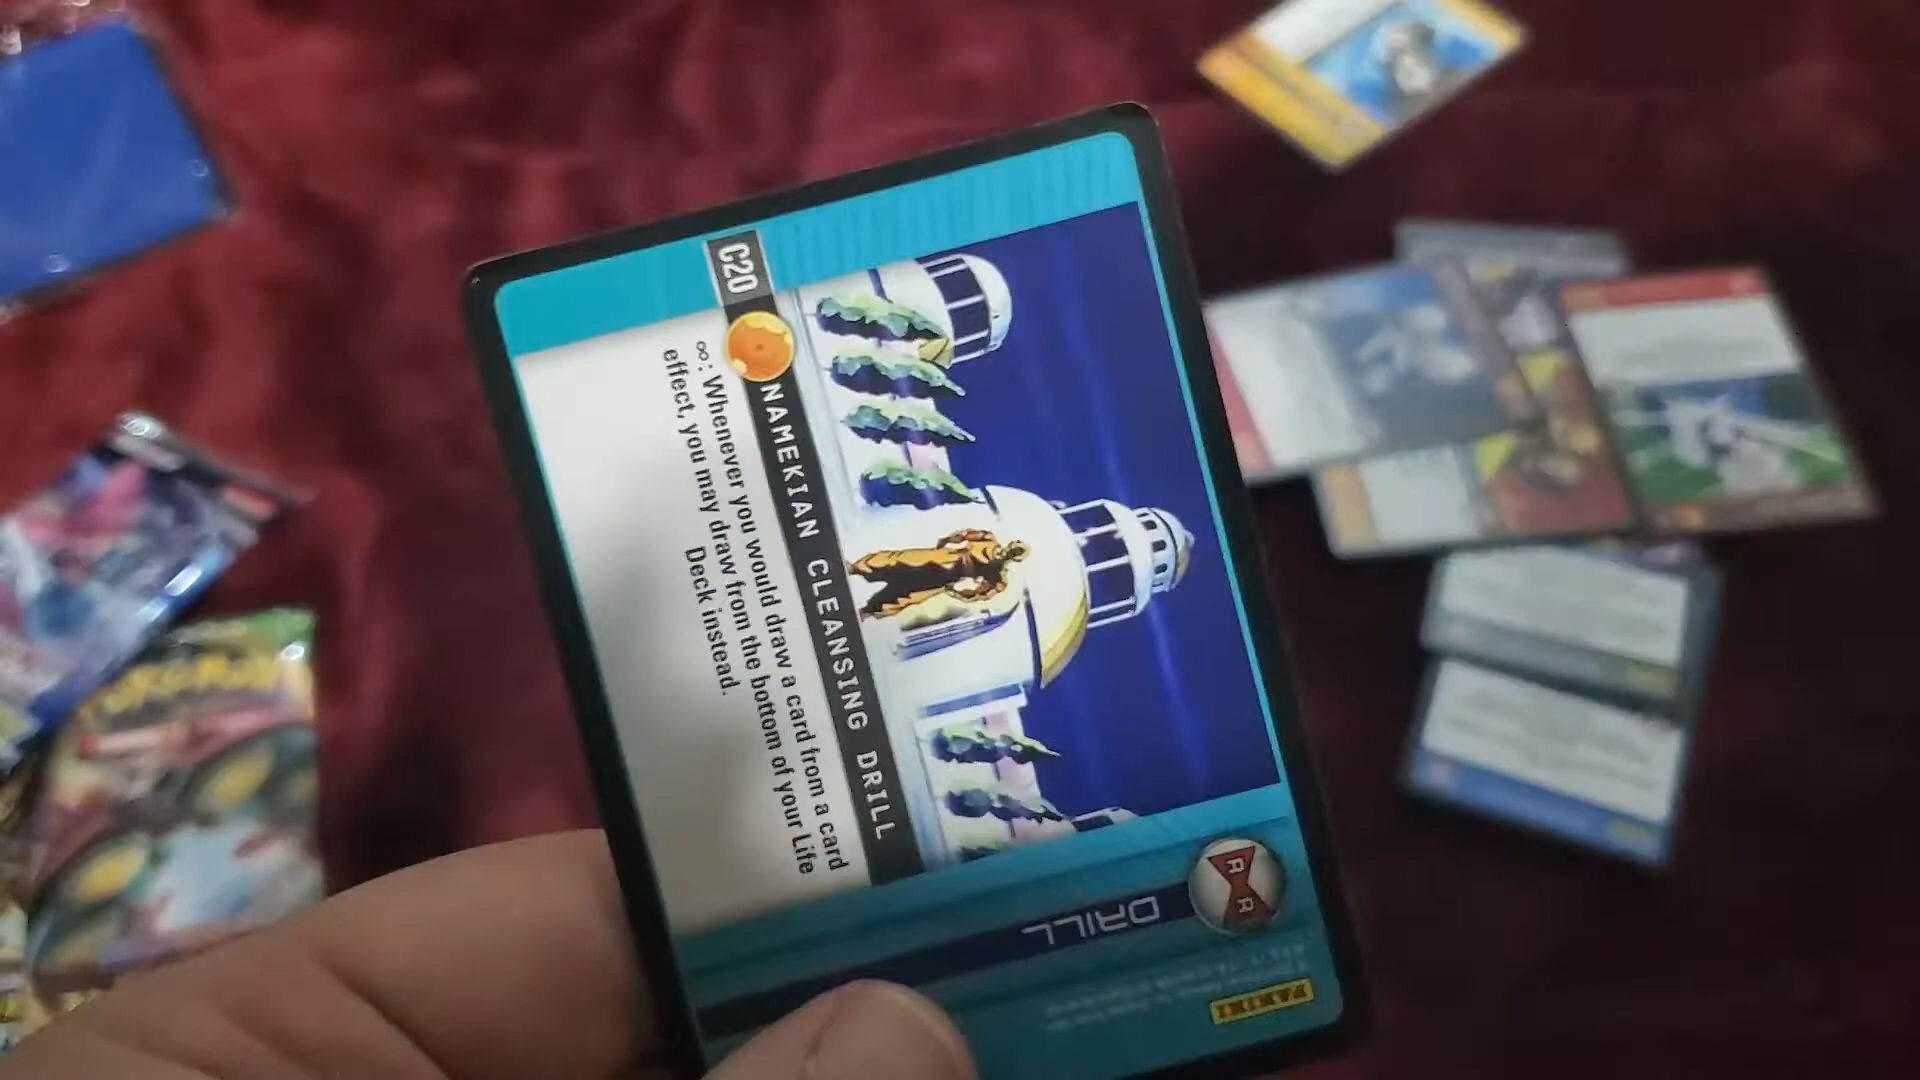 C20
NAMEKIAN CLEANSING DRILL
∞: Whenever you would draw a card from a card
effect, you may draw from the bottom of your Life
Deck instead.
DRILL
R R
PANINI